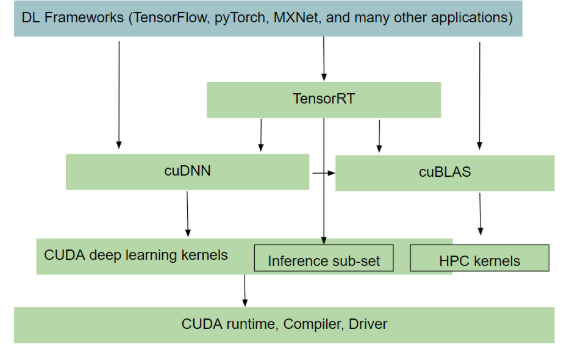 DL Frameworks (TensorFlow, pyTorch, MXNet, and many other applications)
TensorRT
cuDNN
cuBLAS
CUDA deep learning kernels
Inference sub-set
HPC kernels
CUDA runtime, Compiler, Driver